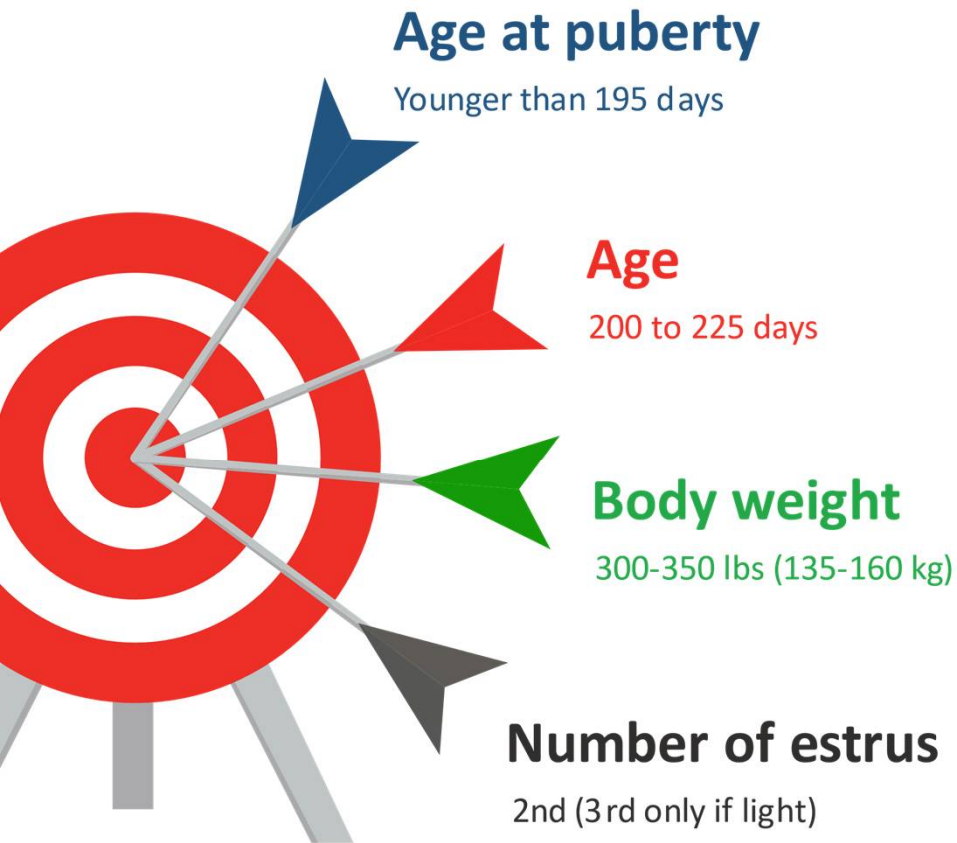 Age at puberty
Younger than 195 days
Age
200 to 225 days
Body weight
300-350 lbs (135-160 kg)
Number of estrus
2nd (3rd only if light)